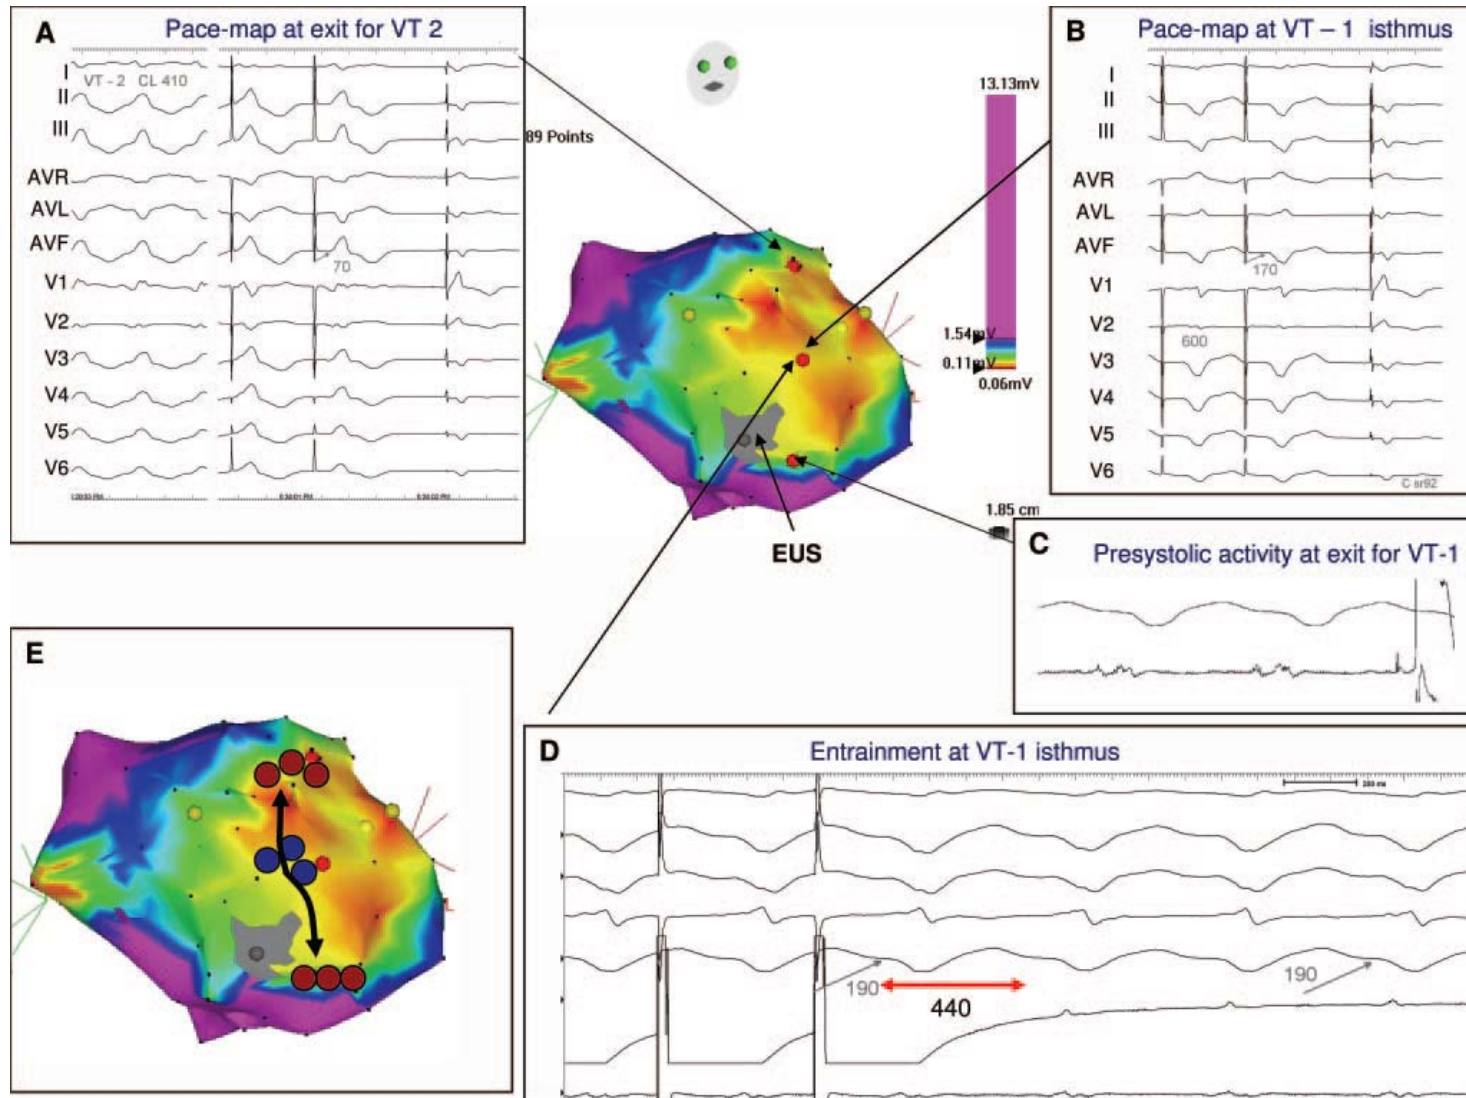 A
Pace-map at exit for VT 2
I
VT - 2 CL 410
II
III
AVR
AVL
AVF
70
V1
V2
V3
V4
V5
V6
89 Points
13.13mV
1.54mV
0.11mV
0.06mV
1.85 cm
EUS
B
Pace-map at VT – 1 isthmus
I
II
III
AVR
AVL
AVF
170
V1
V2
600
V3
V4
V5
V6
C sr92
C
Presystolic activity at exit for VT-1
E
D
Entrainment at VT-1 isthmus
200 ms
190
440
190